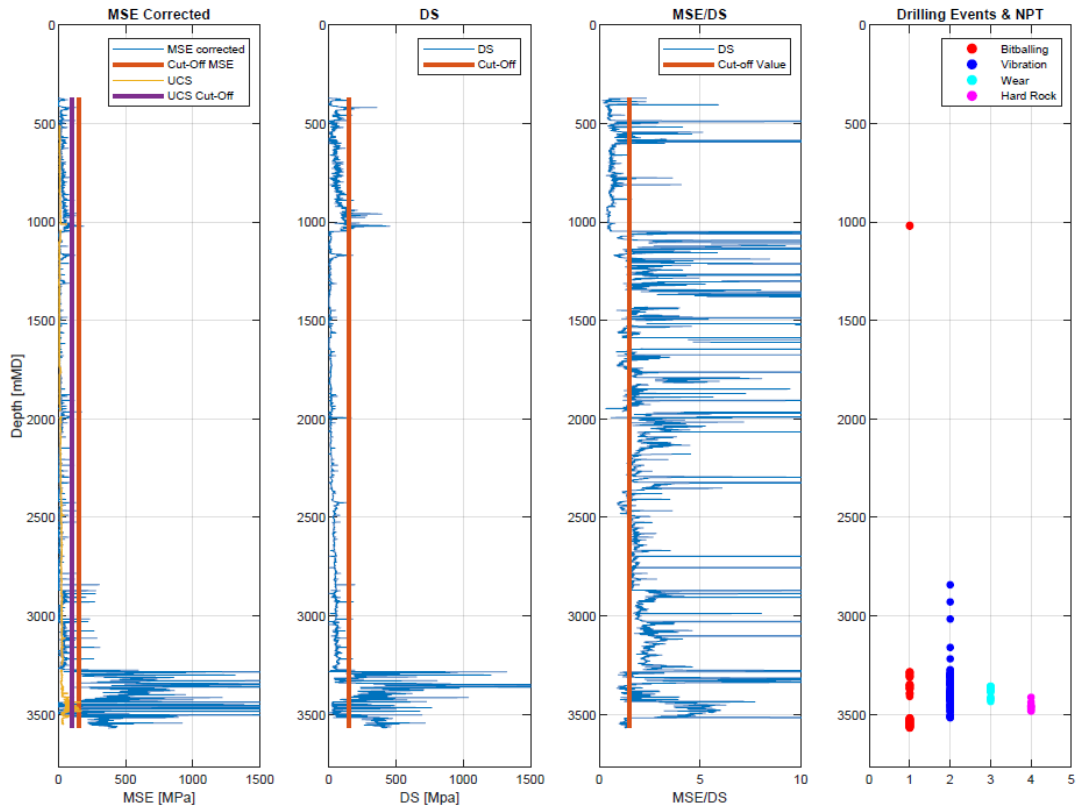 MSE Corrected
MSE corrected
Cut-Off MSE
UCS
UCS Cut-Off
0
500
1000
1500
2000
2500
3000
3500
Depth [mMD]
0 500 1000 1500
MSE [MPa]
DS
DS
Cut-Off
0
500
1000
1500
2000
2500
3000
3500
0 500 1000 1500
DS [Mpa]
MSE/DS
DS
Cut-off Value
0
500
1000
1500
2000
2500
3000
3500
0 5 10
MSE/DS
Drilling Events & NPT
Bitballing
Vibration
Wear
Hard Rock
0
500
1000
1500
2000
2500
3000
3500
0 1 2 3 4 5